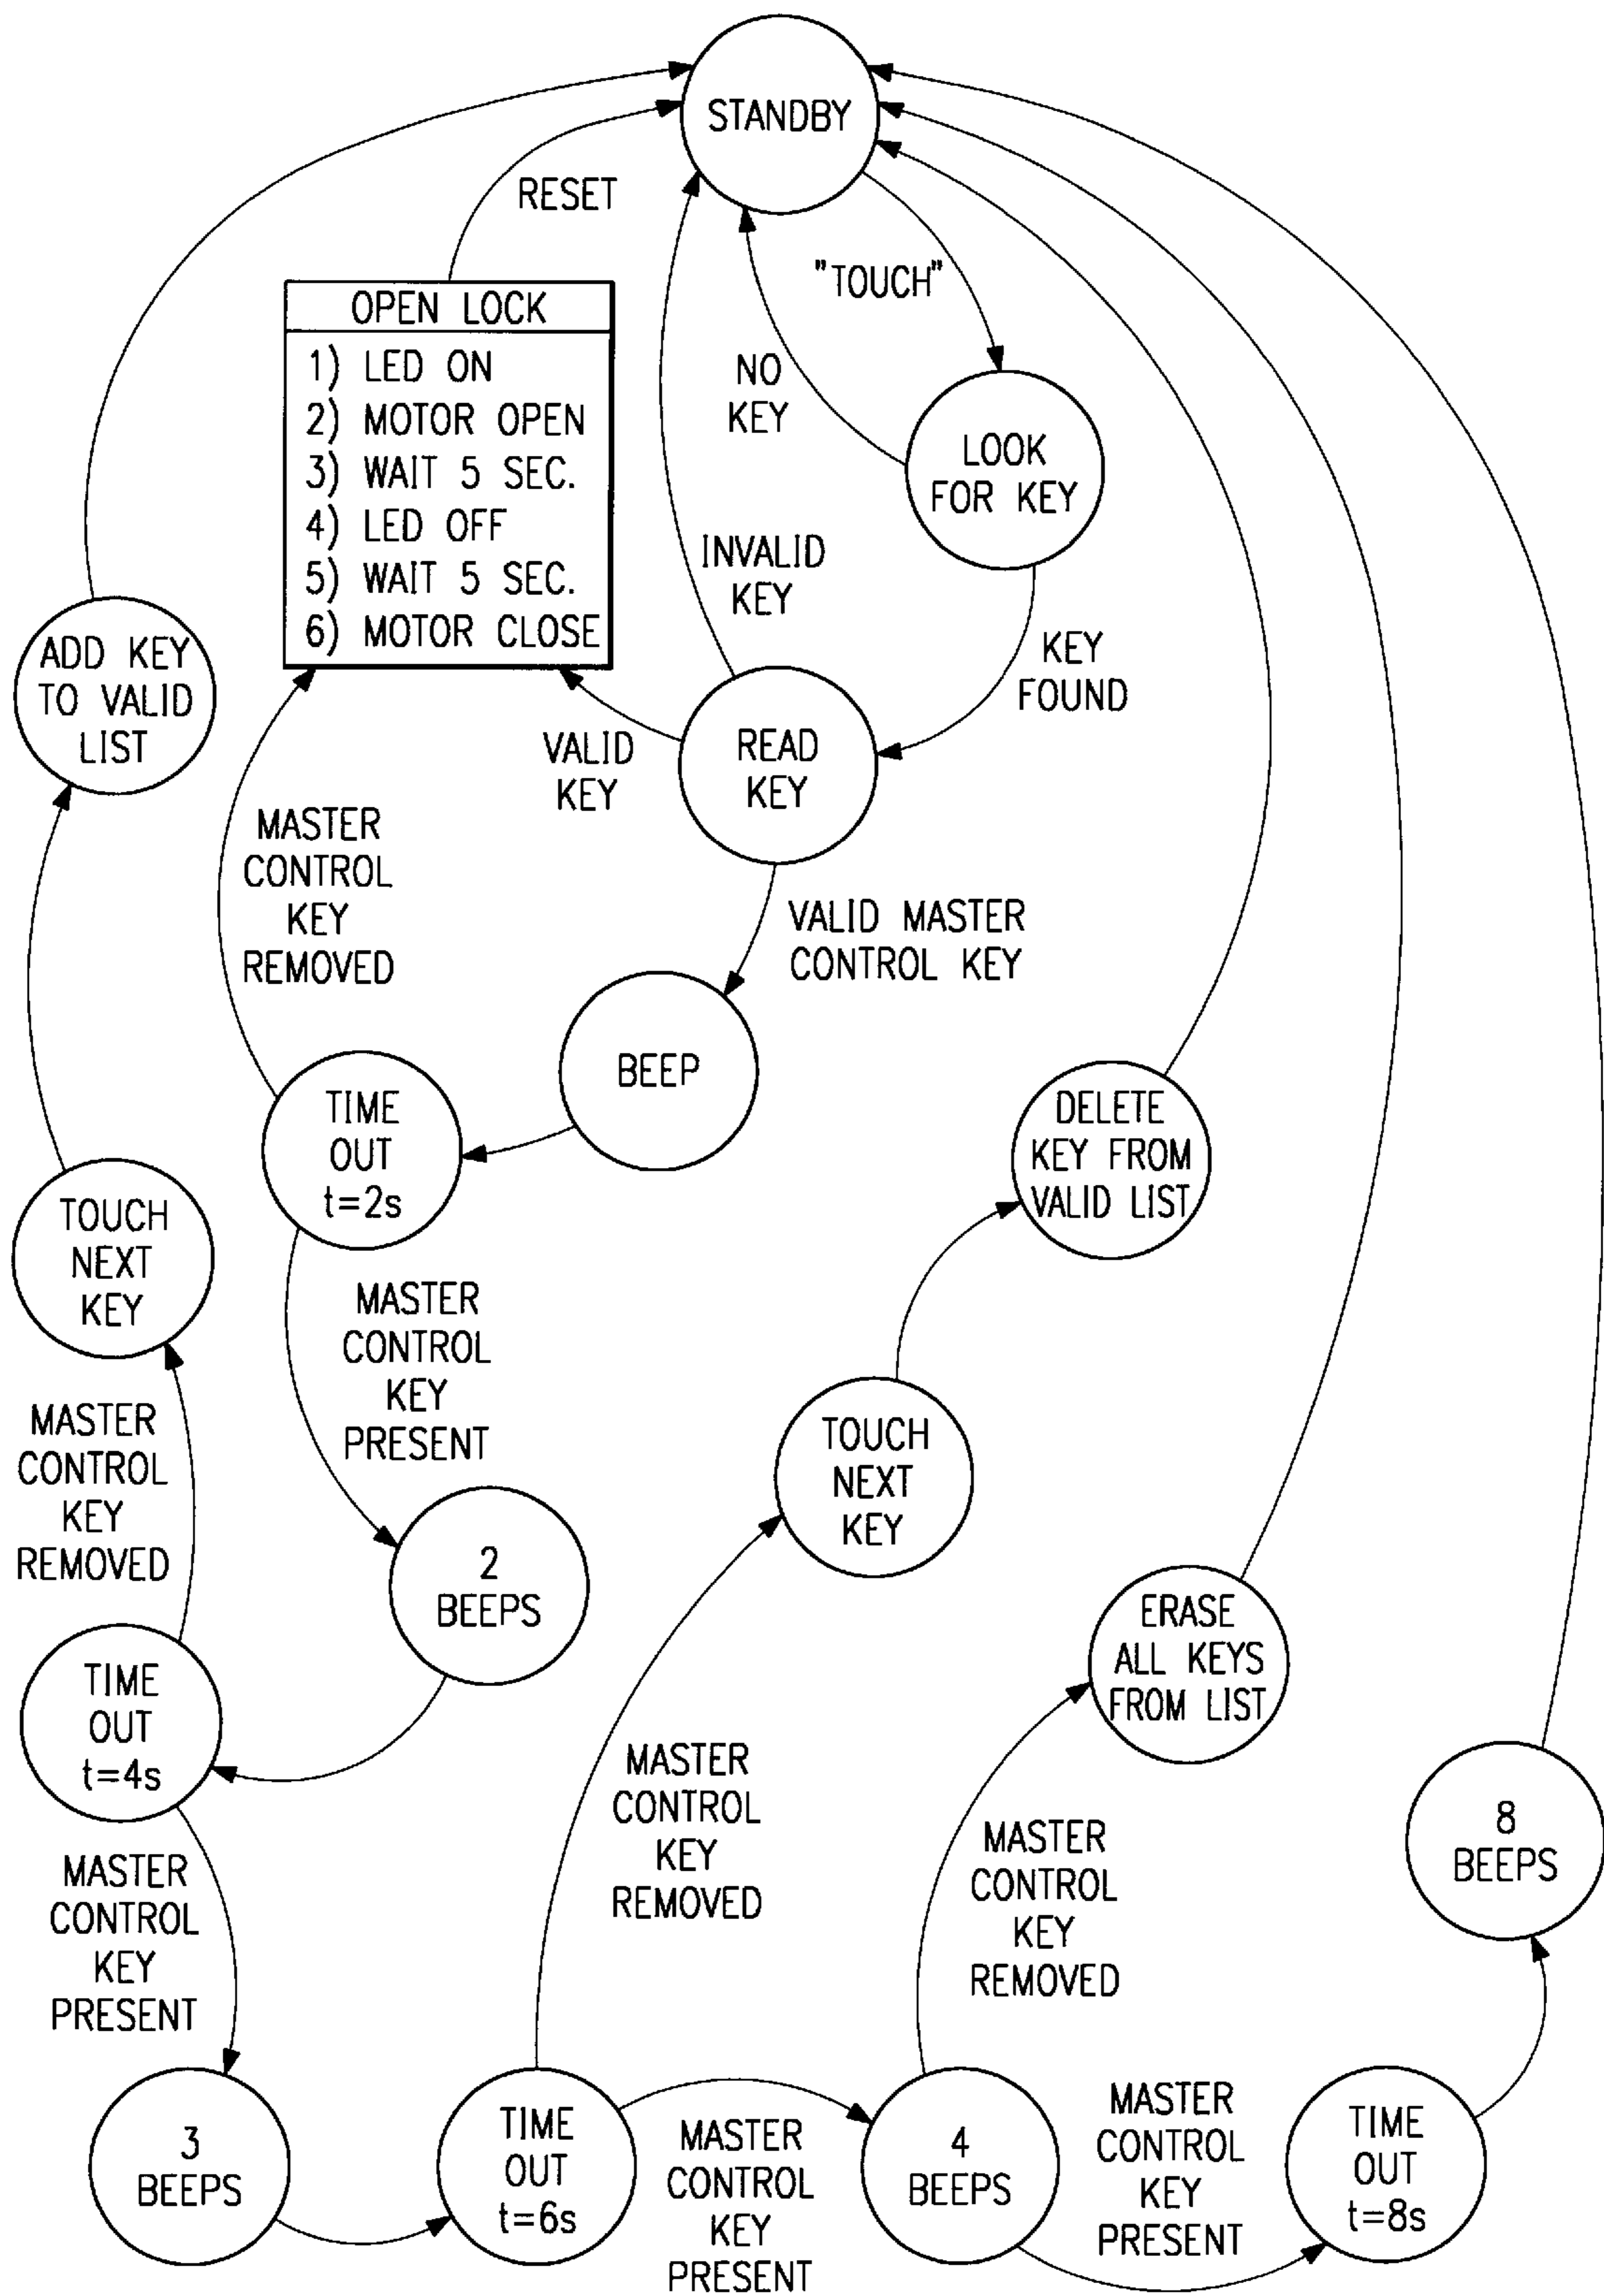 STANDBY
RESET
"TOUCH"
OPEN LOCK
1) LED ON
2) MOTOR OPEN
3) WAIT 5 SEC.
4) LED OFF
5) WAIT 5 SEC.
6) MOTOR CLOSE
NO
KEY
LOOK
FOR KEY
INVALID
KEY
KEY
FOUND
ADD KEY
TO VALID
LIST
VALID
KEY
READ
KEY
MASTER
CONTROL
KEY
REMOVED
VALID MASTER
CONTROL KEY
BEEP
TIME
OUT
t=2s
DELETE
KEY FROM
VALID LIST
TOUCH
NEXT
KEY
MASTER
CONTROL
KEY
PRESENT
MASTER
CONTROL
KEY
REMOVED
TOUCH
NEXT
KEY
2
BEEPS
ERASE
ALL KEYS
FROM LIST
TIME
OUT
t=4s
MASTER
CONTROL
KEY
REMOVED
MASTER
CONTROL
KEY
REMOVED
8
BEEPS
MASTER
CONTROL
KEY
PRESENT
3
BEEPS
TIME
OUT
t=6s
MASTER
CONTROL
KEY
PRESENT
4
BEEPS
MASTER
CONTROL
KEY
PRESENT
TIME
OUT
t=8s